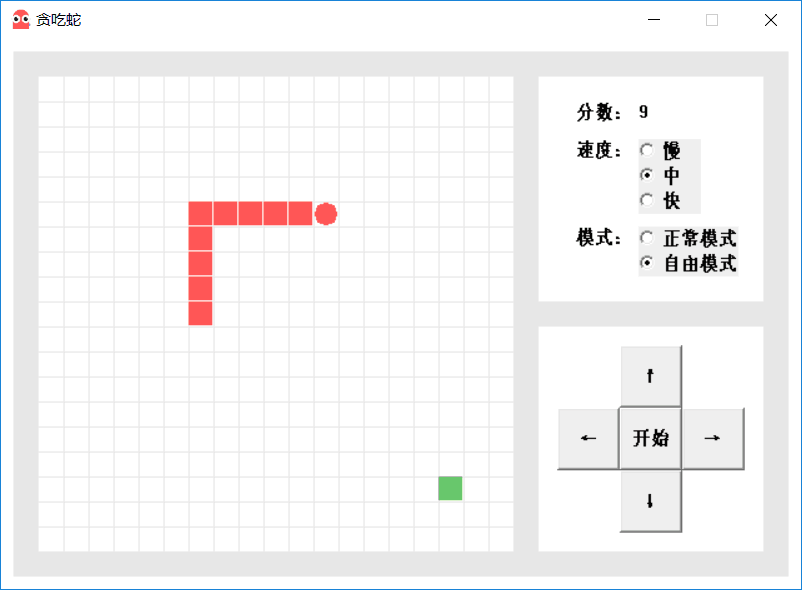 贪吃蛇
分数： 9
速度： 慢
中
快
模式： 正常模式
自由模式
↑
← 开始 →
↓